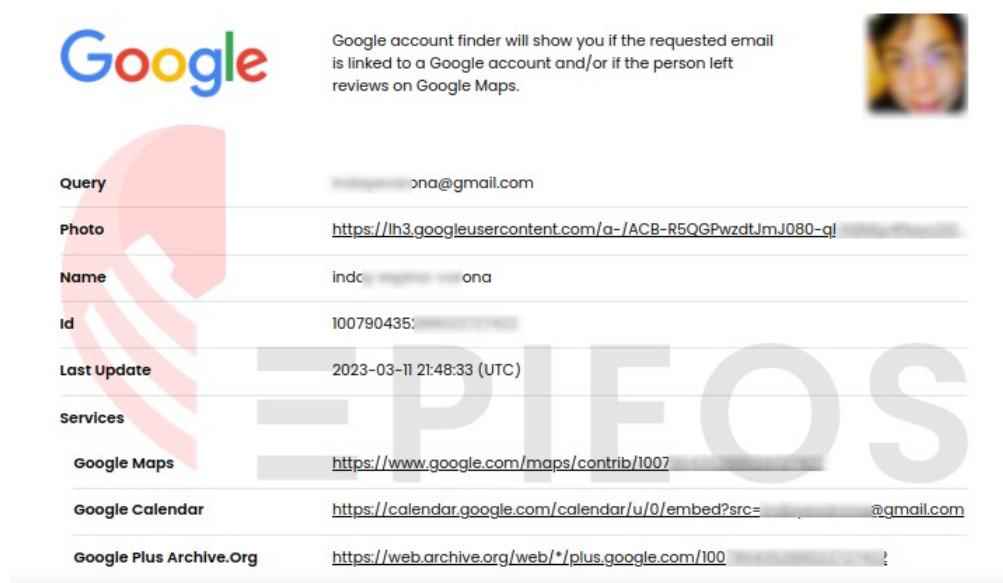 Google
Google account finder will show you if the requested email
is linked to a Google account and/or if the person left
reviews on Google Maps.
Query ona@gmail.com
Photo https://lh3.googleusercontent.com/a-/ACB-R5QGPwzdtJmJ080-ql
Name inda ona
Id 100790435
Last Update 2023-03-11 21:48:33 (UTC)
Services
Google Maps https://www.google.com/maps/contrib/1007
Google Calendar https://calendar.google.com/calendar/u/0/embed?src= @gmail.com
Google Plus Archive.Org https://web.archive.org/web/*/plus.google.com/100
EPIEOS